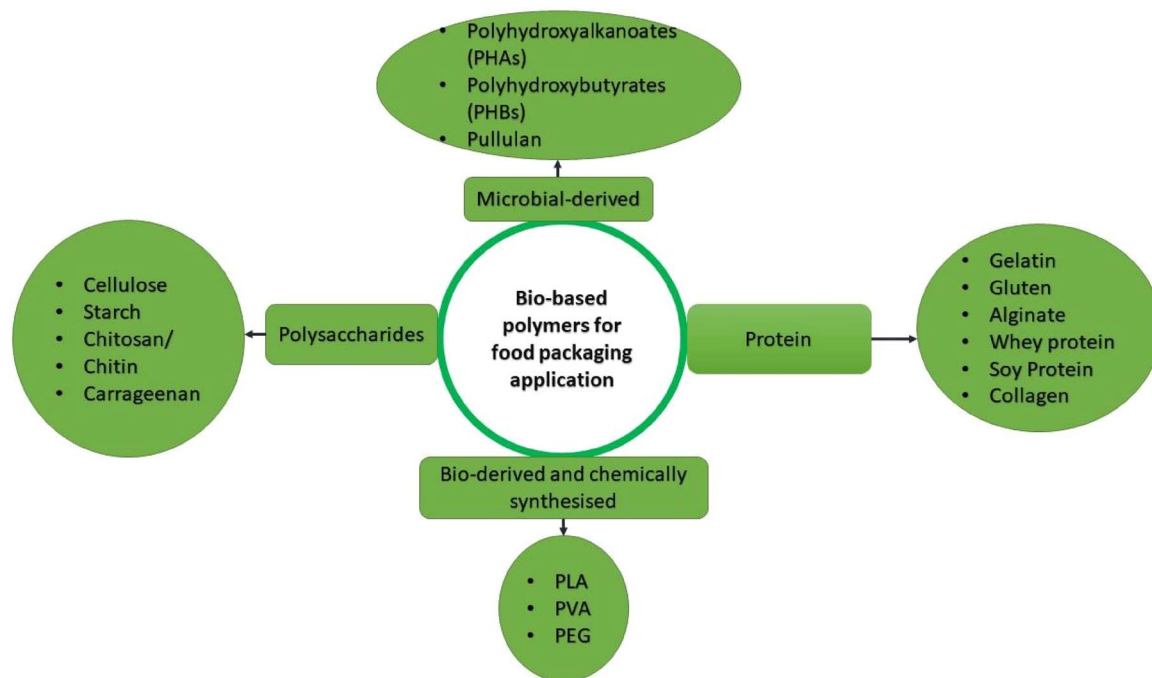 • Polyhydroxyalkanoates
(PHAs)
• Polyhydroxybutyrates
(PHBs)
• Pullulan
Microbial-derived
• Cellulose
• Starch
• Chitosan/
• Chitin
• Carrageenan
Polysaccharides
Bio-based
polymers for
food packaging
application
Protein
• Gelatin
• Gluten
• Alginate
• Whey protein
• Soy Protein
• Collagen
Bio-derived and chemically
synthesised
• PLA
• PVA
• PEG